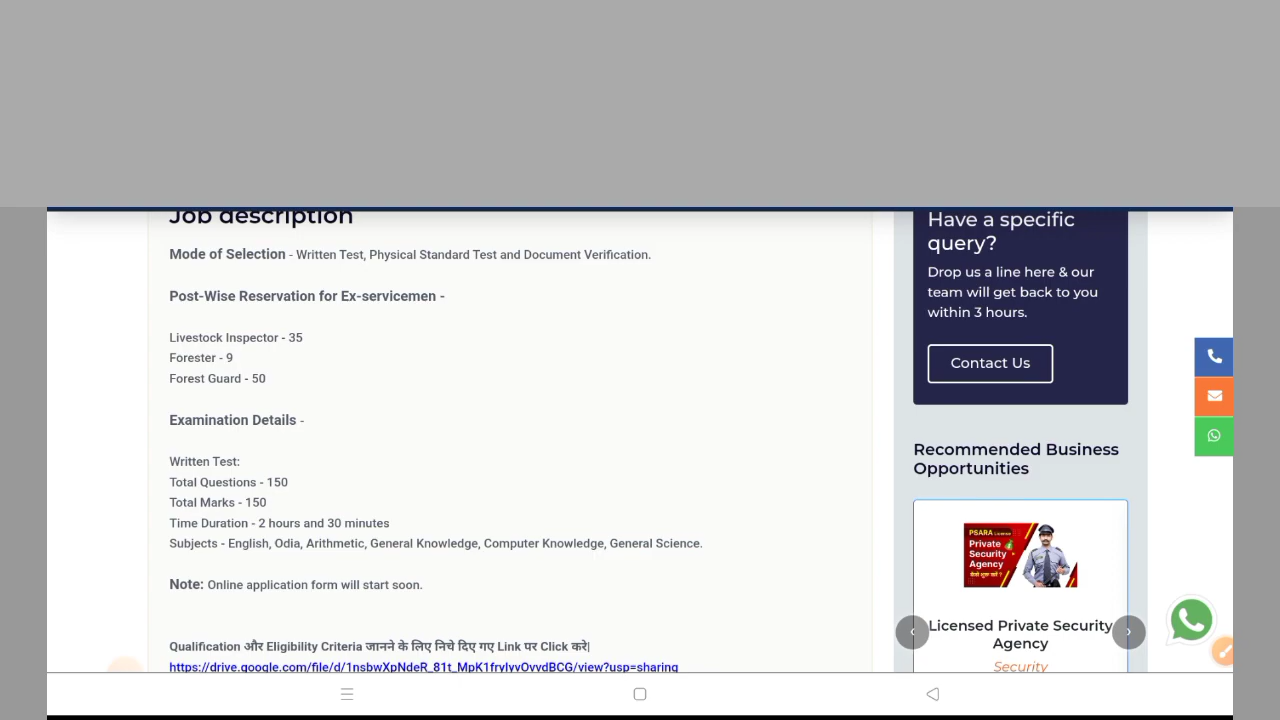 Job description
Mode of Selection - Written Test, Physical Standard Test and Document Verification.
Post-Wise Reservation for Ex-servicemen -
Livestock Inspector - 35
Forester - 9
Forest Guard - 50
Examination Details -
Written Test:
Total Questions - 150
Total Marks - 150
Time Duration - 2 hours and 30 minutes
Subjects - English, Odia, Arithmetic, General Knowledge, Computer Knowledge, General Science.
Note: Online application form will start soon.
Qualification और Eligibility Criteria जानने के लिए निचे दिए गए Link पर Click करे|
https://drive.google.com/file/d/1nsbwXpNdeR_81t_MpK1frylyvOyvdBCG/view?usp=sharing
Have a specific
query?
Drop us a line here & our
team will get back to you
within 3 hours.
Contact Us
Recommended Business
Opportunities
PSARA License
Private
Security
Agency
कैसे शुरू करें ?
Licensed Private Security
Agency
Security